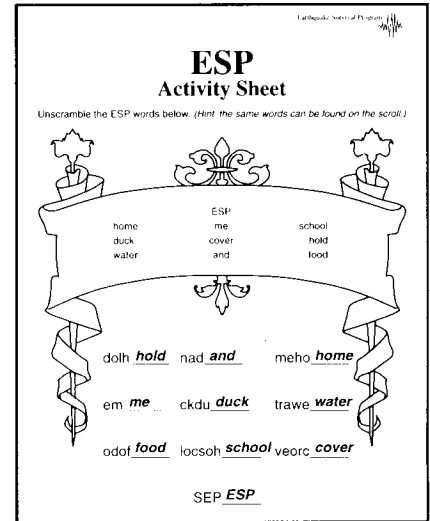 Earthquake Survival Program
ESP
Activity Sheet
Unscramble the ESP words below. (Hint: the same words can be found on the scroll.)
ESP
home me school
duck cover hold
water and food
dolh hold nad and meho home
em me ckdu duck trawe water
odof food locsoh school veorc cover
SEP ESP